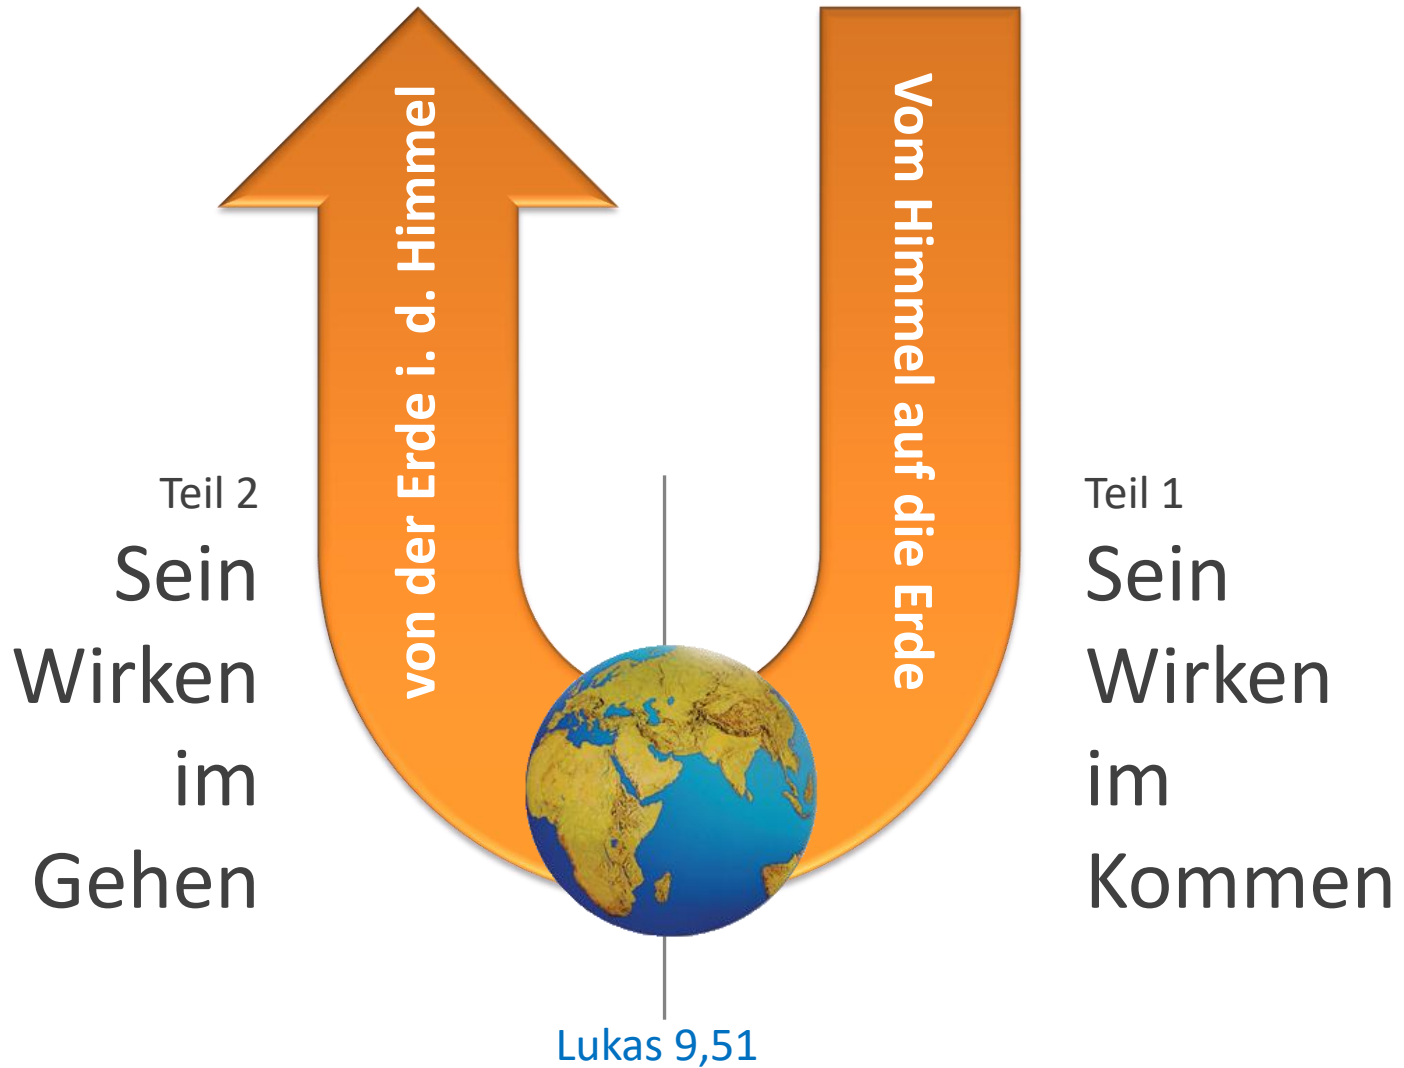 von der Erde i. d. Himmel
Vom Himmel auf die Erde
Teil 2
Sein
Wirken
im
Gehen
Teil 1
Sein
Wirken
im
Kommen
Lukas 9,51